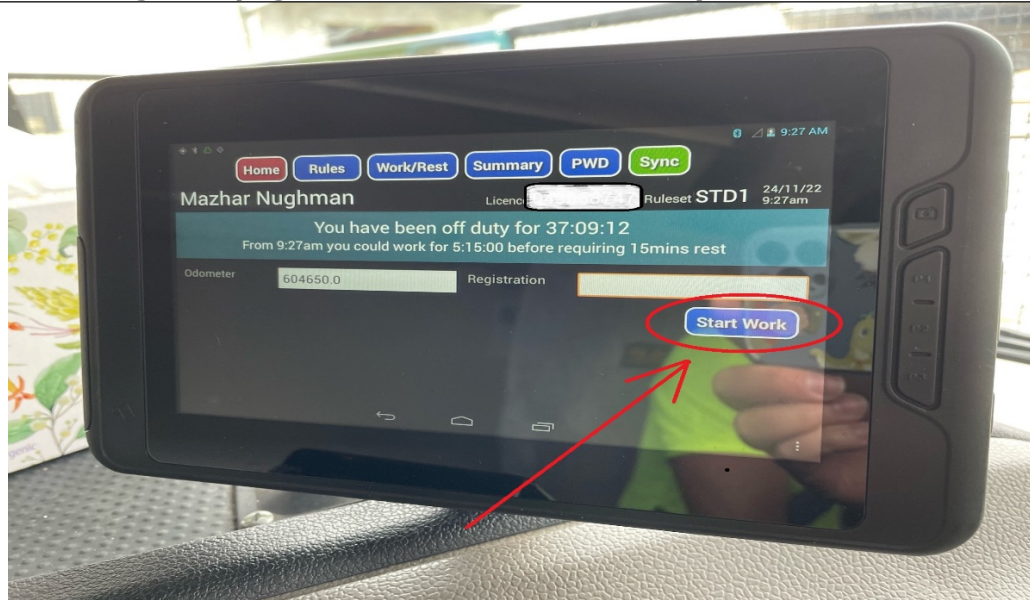 9:27 AM
Home Rules Work/Rest Summary PWD Sync
Mazhar Nughman Licence Ruleset STD1 24/11/22
9:27am
You have been off duty for 37:09:12
From 9:27am you could work for 5:15:00 before requiring 15mins rest
Odometer 604650.0 Registration
Start Work